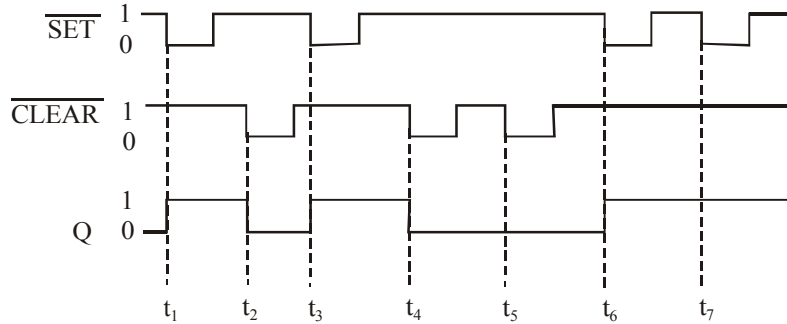 SET 1
0
CLEAR 1
0
1
Q 0
t₁ t₂ t₃ t₄ t₅ t₆ t₇